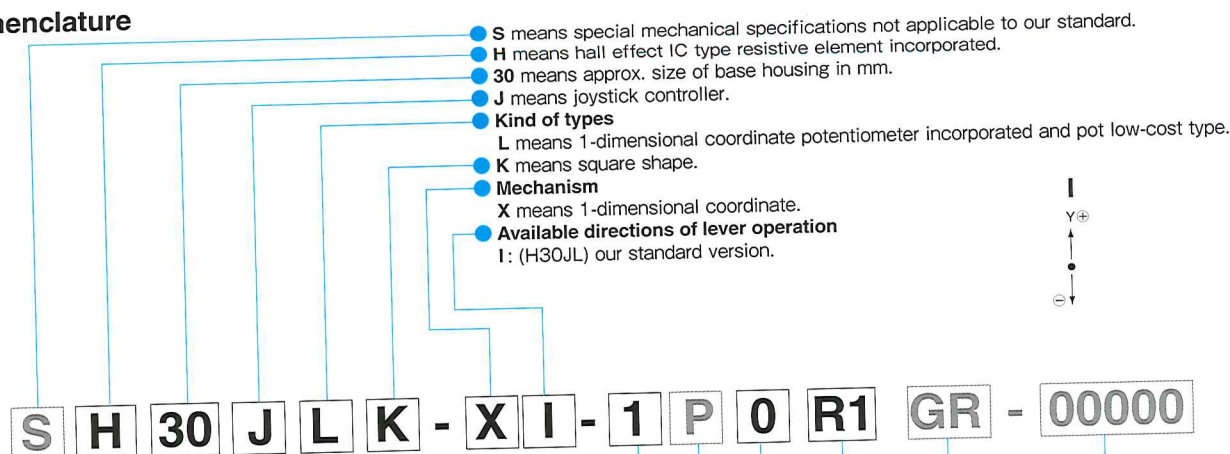 nenclature
S means special mechanical specifications not applicable to our standard.
H means hall effect IC type resistive element incorporated.
30 means approx. size of base housing in mm.
J means joystick controller.
Kind of types
L means 1-dimensional coordinate potentiometer incorporated and pot low-cost type.
K means square shape.
Mechanism
X means 1-dimensional coordinate.
Available directions of lever operation
I: (H30JL) our standard version.
I
Y⊕
⊖
S H 30 J L K - X I - 1 P 0 R1 GR - 00000